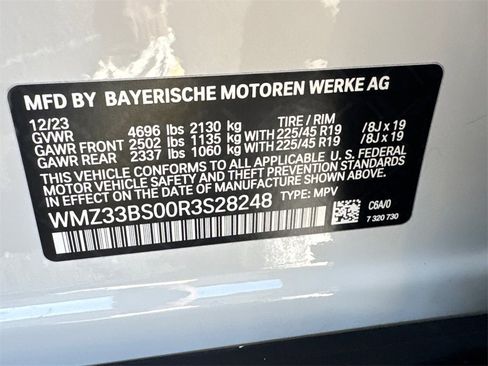 MFD BY BAYERISCHE MOTOREN WERKE AG
12/23 TIRE / RIM
GVWR 4696 lbs 2130 kg
GAWR FRONT 2502 lbs 1135 kg WITH 225/45 R19 /8J x 19
GAWR REAR 2337 lbs 1060 kg WITH 225/45 R19 /8J x 19
THIS VEHICLE CONFORMS TO ALL APPLICABLE U.S. FEDERAL
MOTOR VEHICLE SAFETY STANDARDS IN EFFECT ON THE
DATE OF MANUFACTURE SHOWN ABOVE.
WMZ33BS00R3S28248 TYPE: MPV
C6A/0
7 320 730